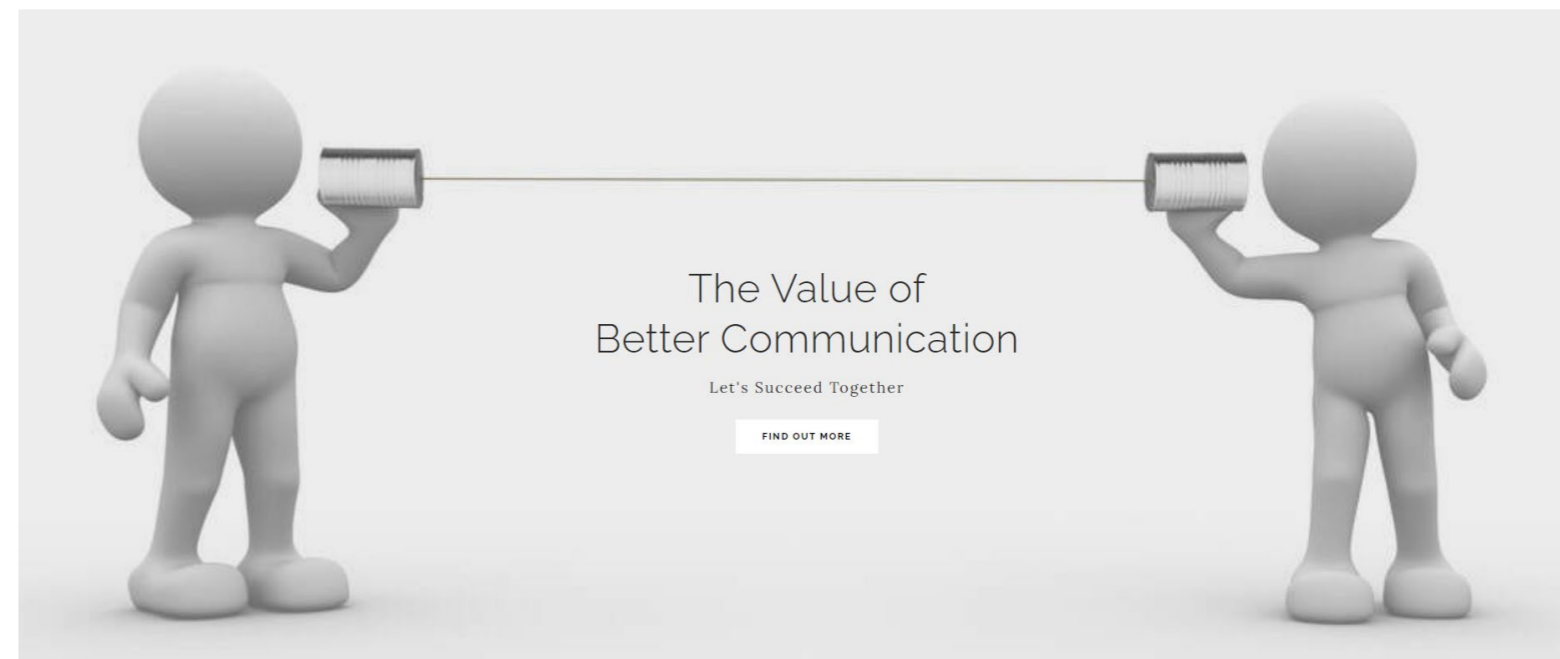 The Value of
Better Communication
Let's Succeed Together
FIND OUT MORE